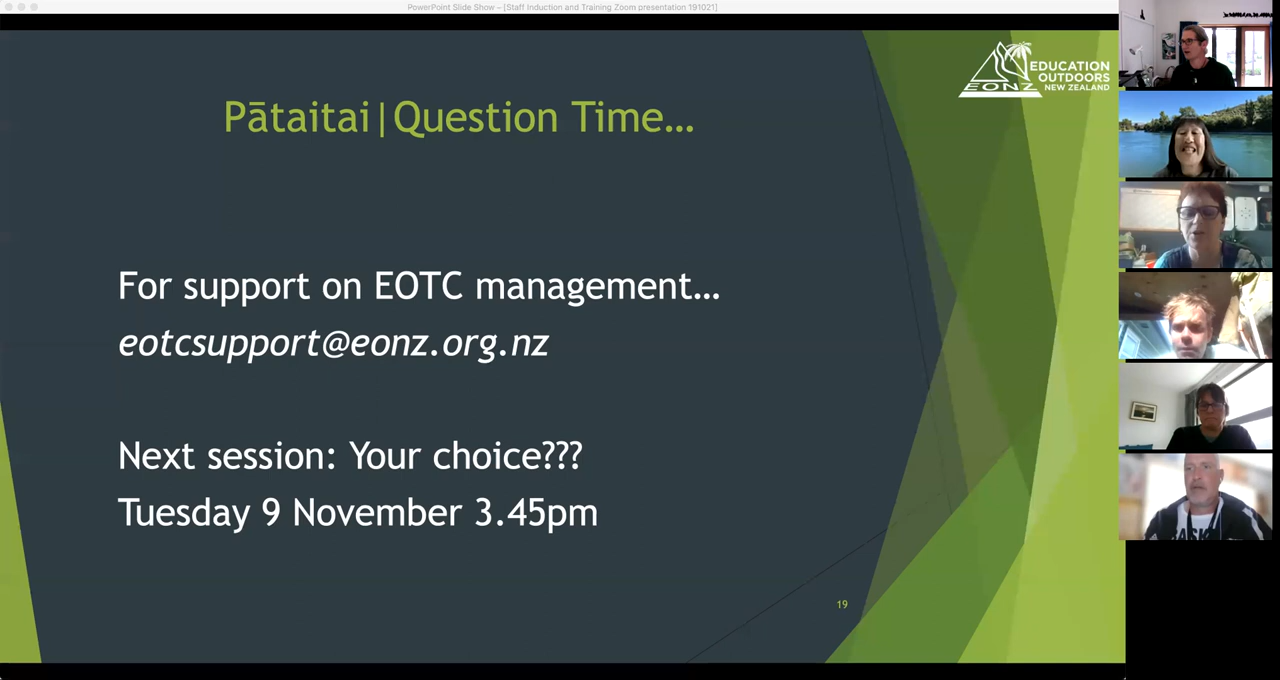 PowerPoint Slide Show – [Staff Induction and Training Zoom presentation 191021]
EDUCATION
OUTDOORS
NEW ZEALAND
EONZ
Pātaitai|Question Time…
For support on EOTC management…
eotcsupport@eonz.org.nz
Next session: Your choice???
Tuesday 9 November 3.45pm
19